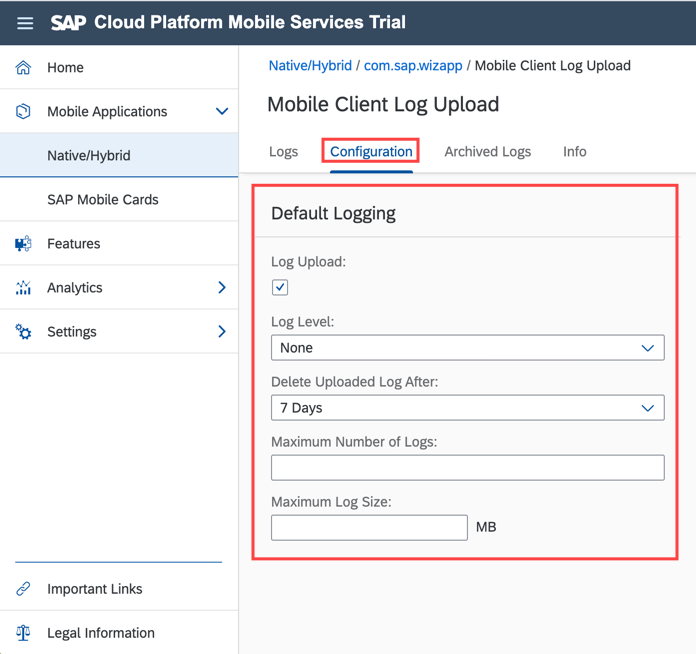 SAP Cloud Platform Mobile Services Trial
Home
Mobile Applications
Native/Hybrid
SAP Mobile Cards
Features
Analytics
Settings
Important Links
Legal Information
Native/Hybrid / com.sap.wizapp / Mobile Client Log Upload
Mobile Client Log Upload
Logs Configuration Archived Logs Info
Default Logging
Log Upload:
Log Level:
None
Delete Uploaded Log After:
7 Days
Maximum Number of Logs:
Maximum Log Size:
MB